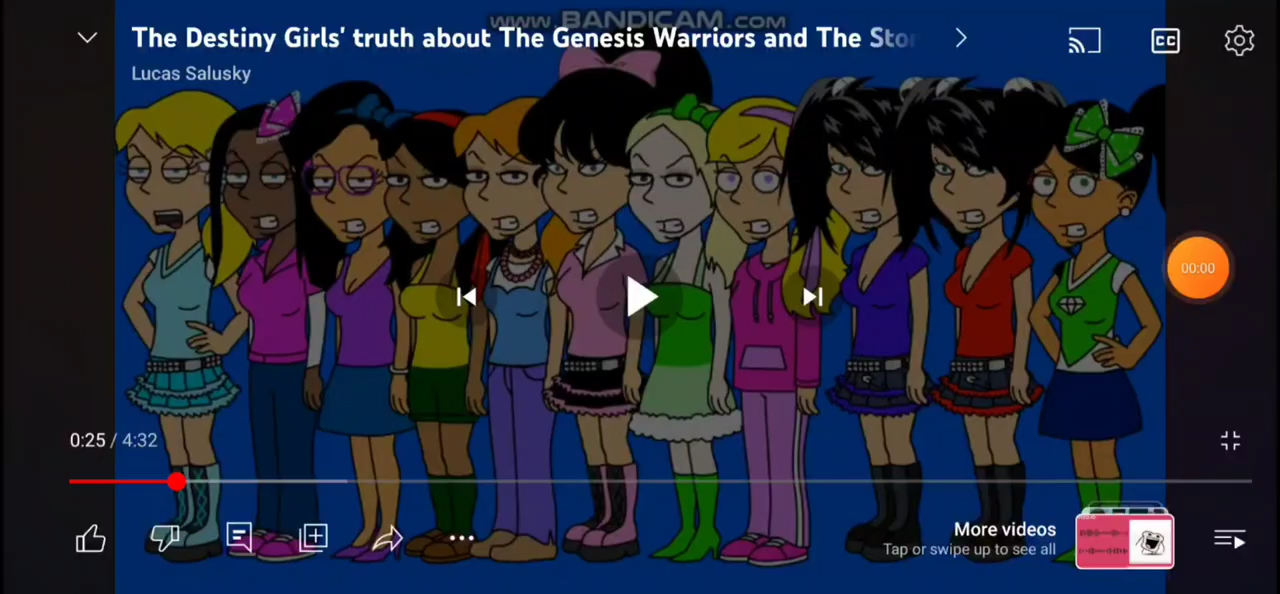 WWW.BANDICAM.COM
The Destiny Girls' truth about The Genesis Warriors and The Stor
Lucas Salusky
CC
00:00
0:25 / 4:32
More videos
Tap or swipe up to see all